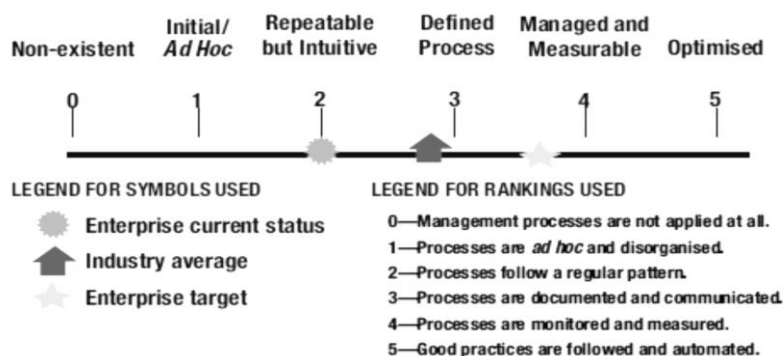 Non-existent
Initial/
Ad Hoc
Repeatable
but Intuitive
Defined
Process
Managed and
Measurable
Optimised
0 1 2 3 4 5
LEGEND FOR SYMBOLS USED
Enterprise current status
Industry average
Enterprise target
LEGEND FOR RANKINGS USED
0—Management processes are not applied at all.
1—Processes are ad hoc and disorganised.
2—Processes follow a regular pattern.
3—Processes are documented and communicated.
4—Processes are monitored and measured.
5—Good practices are followed and automated.